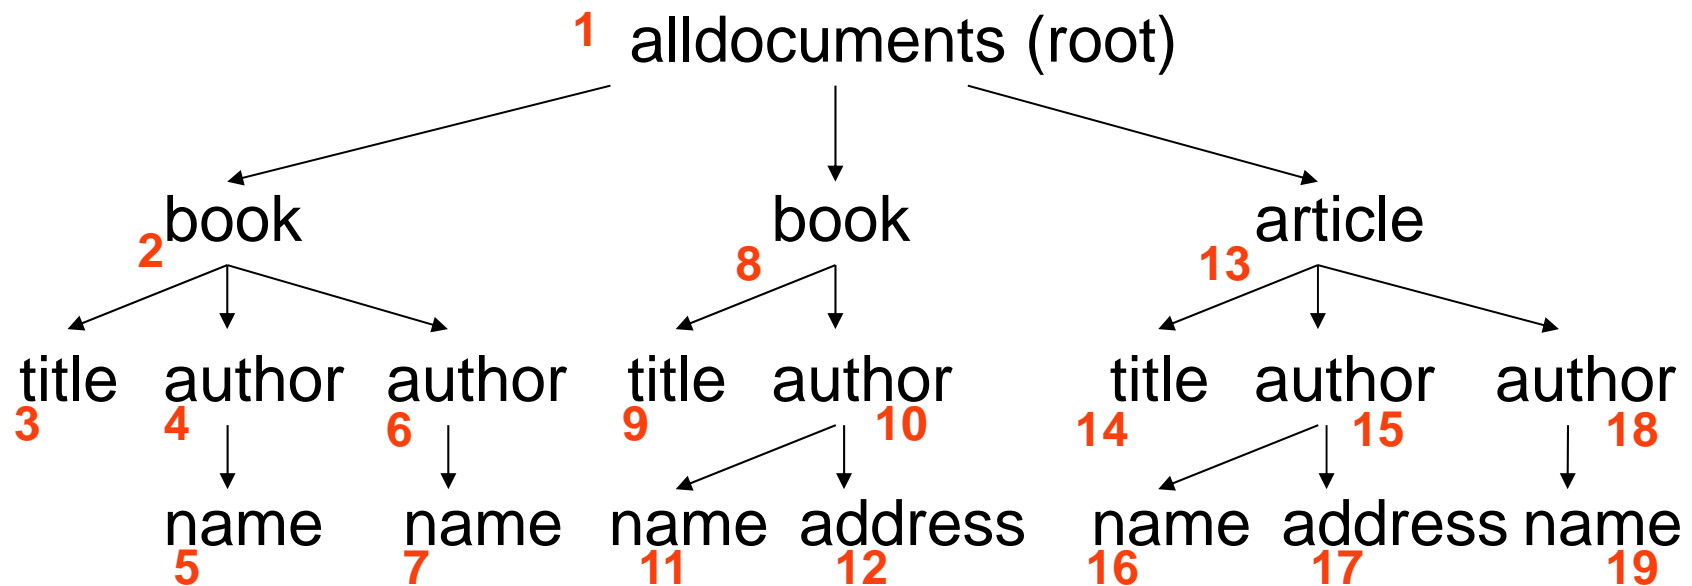 1 alldocuments (root)
book book article
2 8 13
title author author title author title author author
3 4 6 9 10 14 15 18
name name name address name address name
5 7 11 12 16 17 19